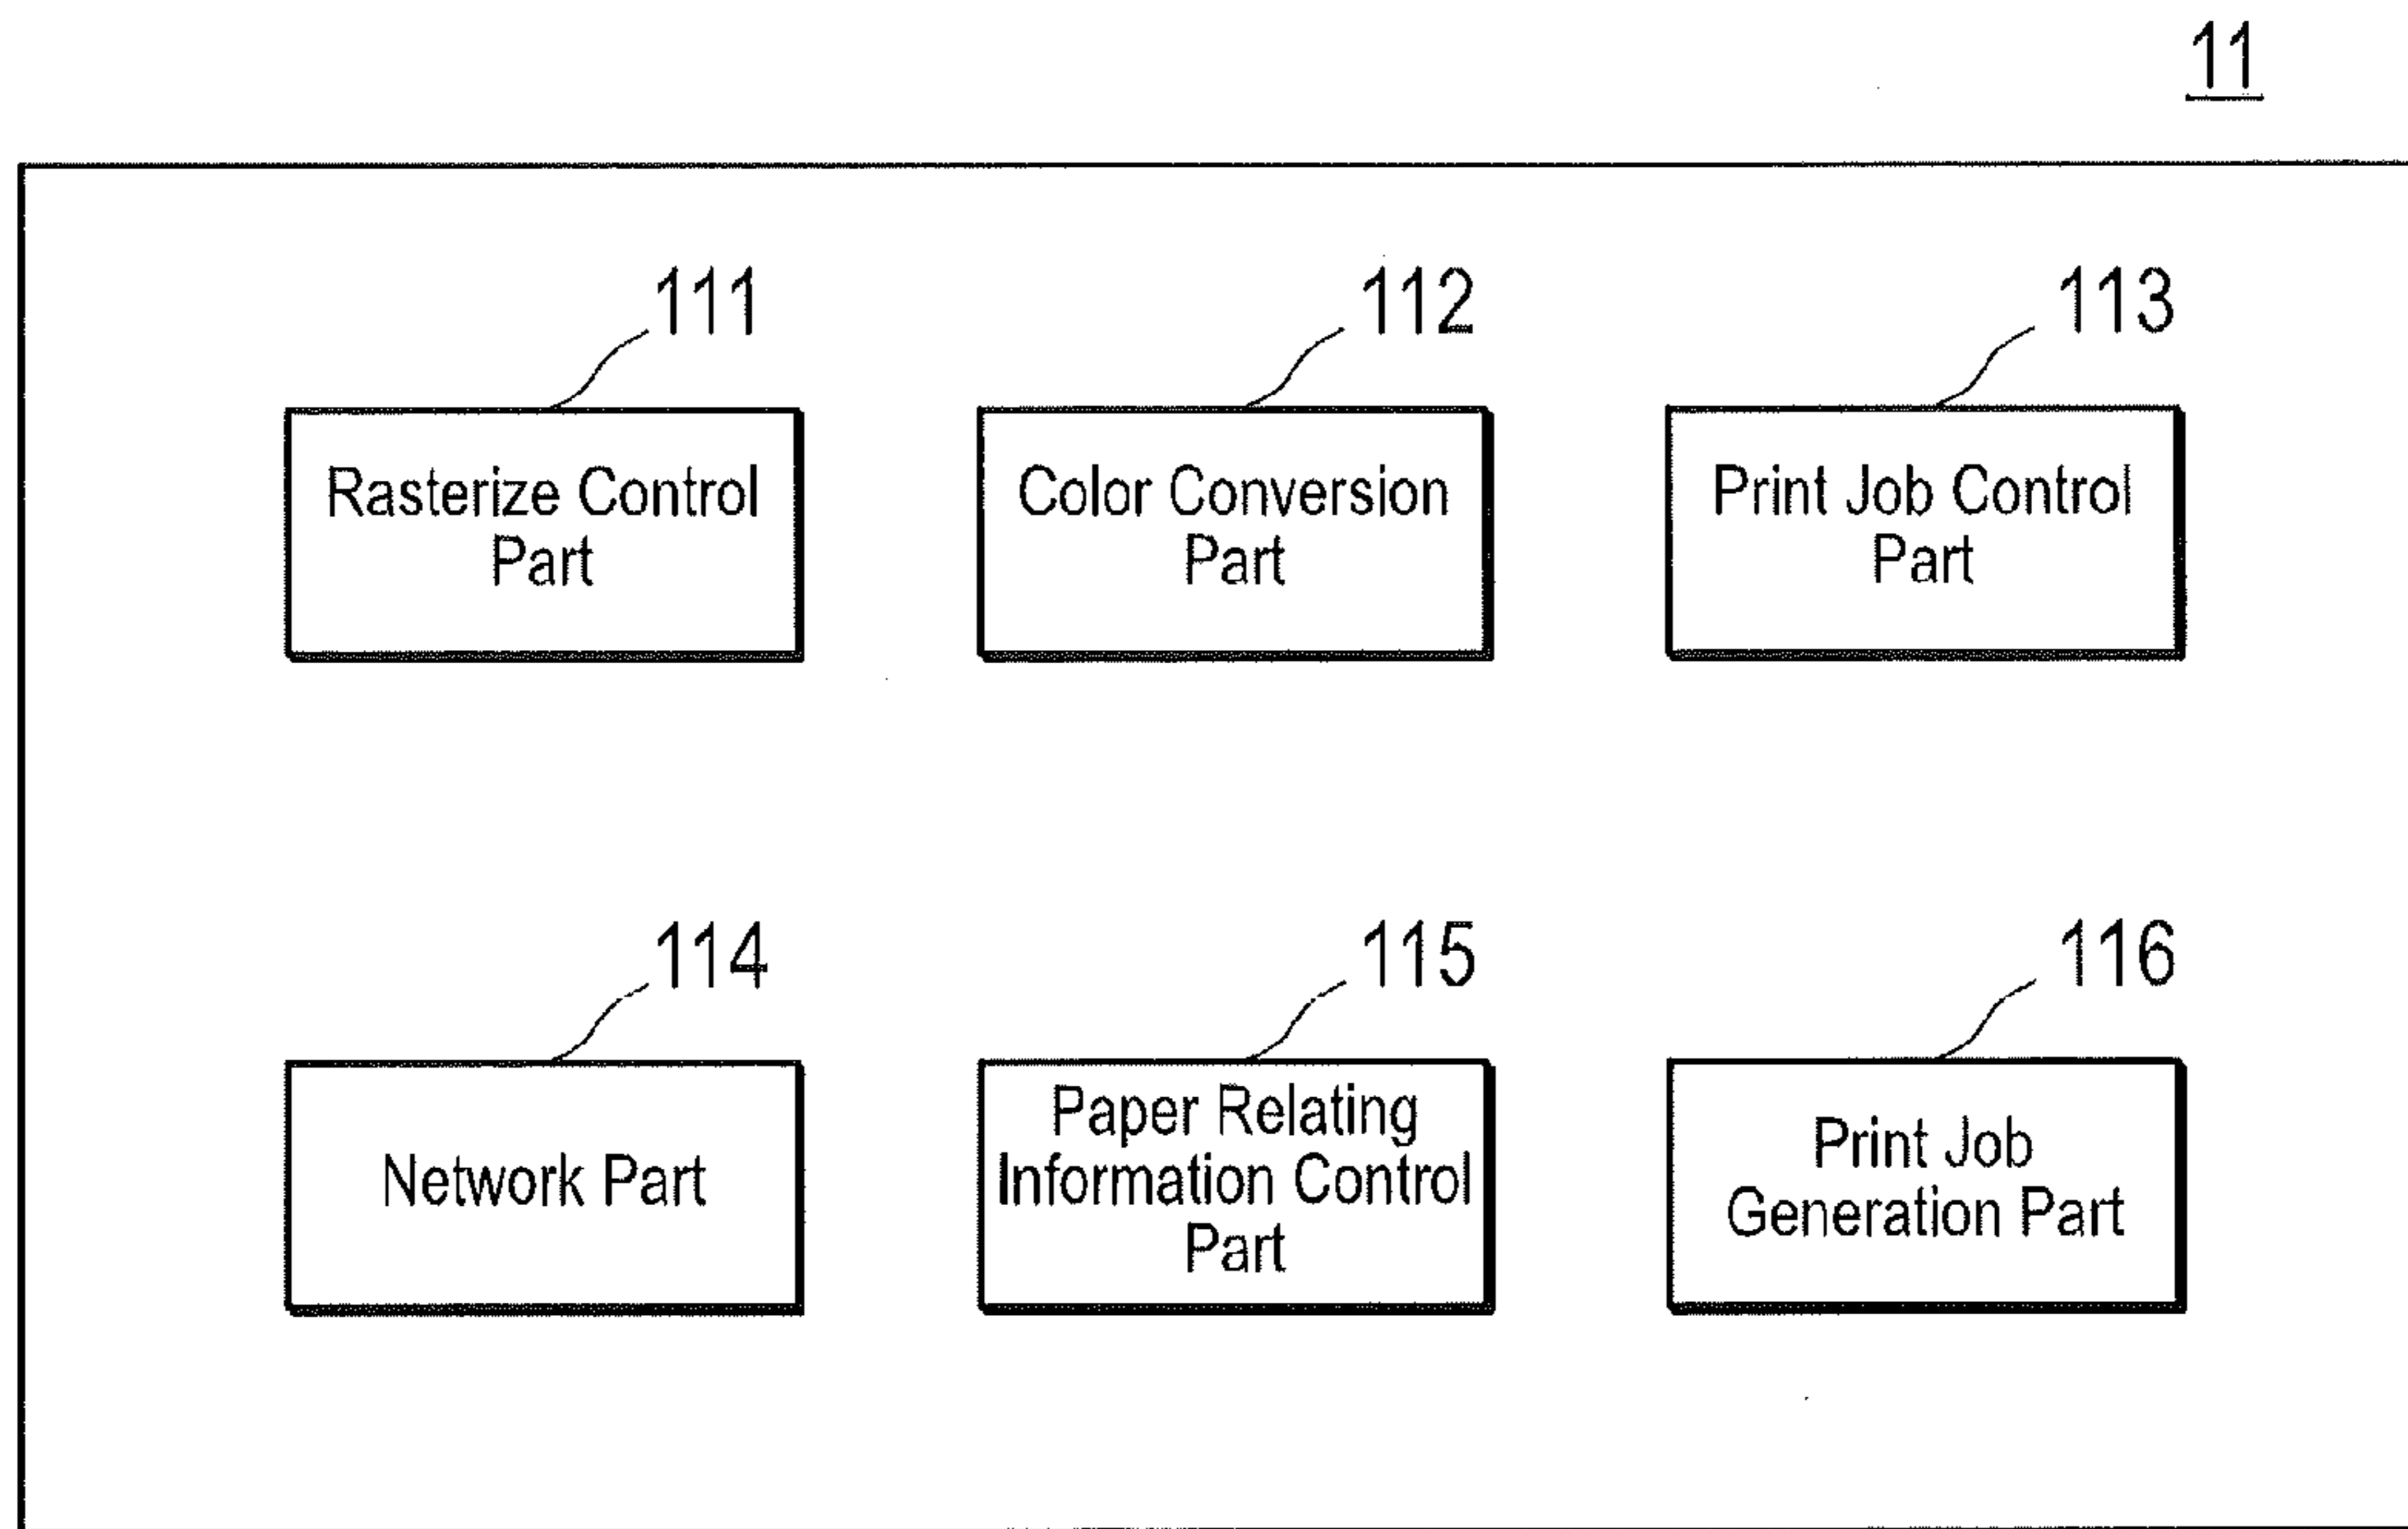 11
111
112
113
Rasterize Control
Part
Color Conversion
Part
Print Job Control
Part
114
115
116
Network Part
Paper Relating
Information Control
Part
Print Job
Generation Part